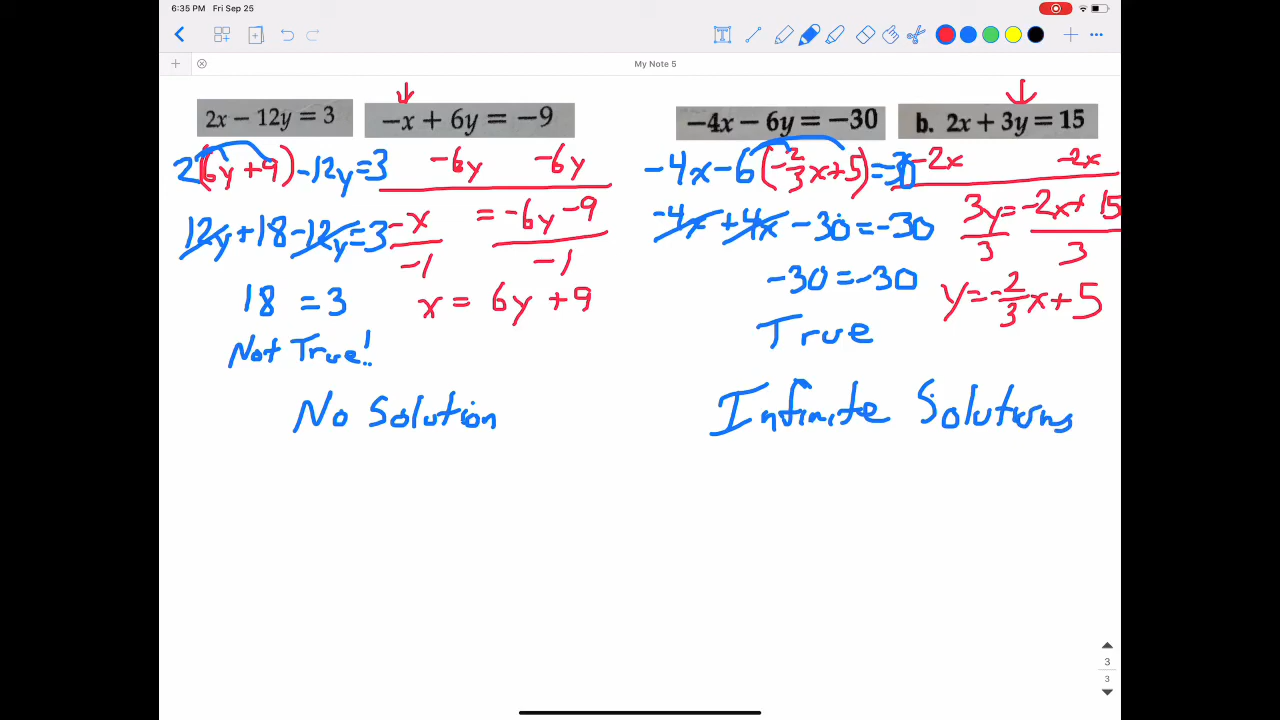 6:35 PM Fri Sep 25
My Note 5
2x − 12y = 3
−x + 6y = −9
2(6y+9)-12y=3
-6y -6y
12y+18-12y=3
-x = -6y-9
-1 -1
18 = 3
x = 6y+9
Not True!!
No Solution
−4x − 6y = −30
b. 2x + 3y = 15
-4x-6(-2/3x+5)=-30
-2x -2x
-4x+4x-30=-30
3y=-2x+15
3 3
-30=-30
y=-2/3x+5
True
Infinite Solutions
3
3